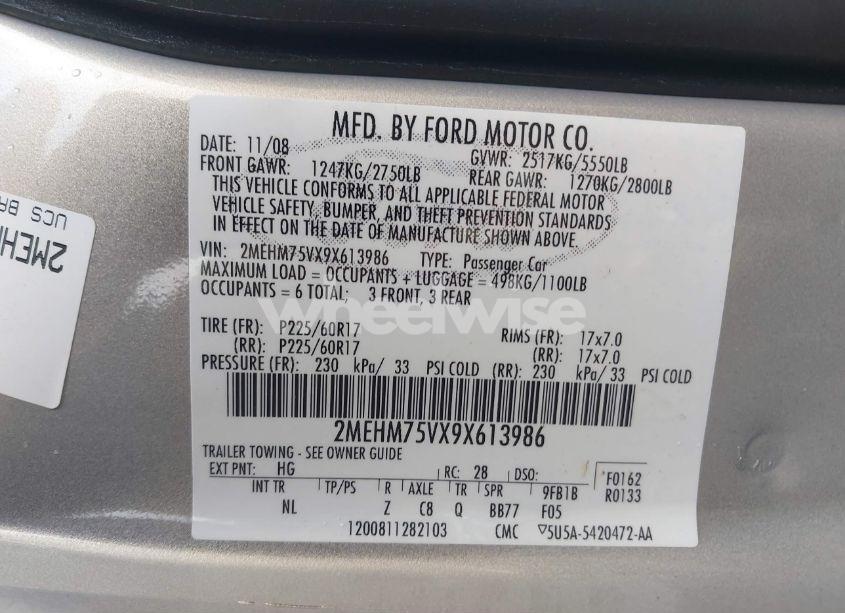 MFD. BY FORD MOTOR CO.
DATE: 11/08 GVWR: 2517KG/5550LB
FRONT GAWR: 1247KG/2750LB REAR GAWR: 1270KG/2800LB
THIS VEHICLE CONFORMS TO ALL APPLICABLE FEDERAL MOTOR
VEHICLE SAFETY, BUMPER, AND THEFT PREVENTION STANDARDS
IN EFFECT ON THE DATE OF MANUFACTURE SHOWN ABOVE
VIN: 2MEHM75VX9X613986 TYPE: Passenger Car
MAXIMUM LOAD = OCCUPANTS + LUGGAGE = 498KG/1100LB
OCCUPANTS = 6 TOTAL; 3 FRONT, 3 REAR
wheelwise
TIRE (FR): P225/60R17 RIMS (FR): 17x7.0
(RR): P225/60R17 (RR): 17x7.0
PRESSURE (FR): 230 kPa/ 33 PSI COLD (RR): 230 kPa/ 33 PSI COLD
2MEHM75VX9X613986
TRAILER TOWING - SEE OWNER GUIDE
EXT PNT: HG RC: 28 DSO: F0162
R0133
INT TR TP/PS R AXLE TR SPR 9FB1B
NL Z C8 Q BB77 F05
1200811282103 CMC 5U5A-5420472-AA
2MEH
UCS BA